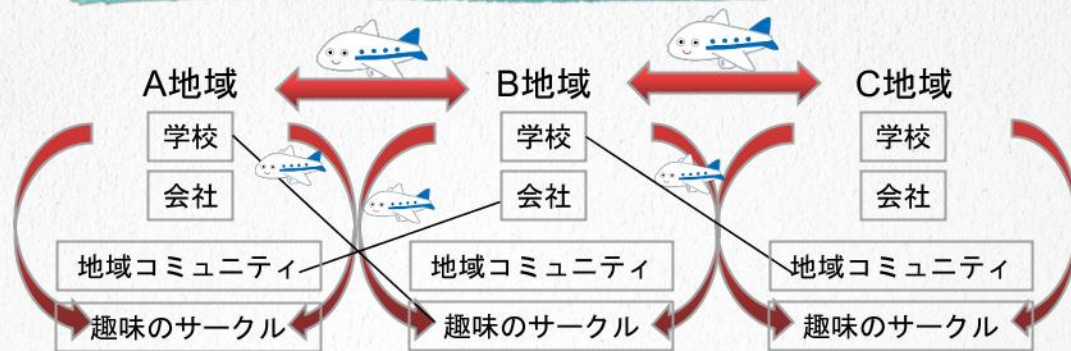 A地域
B地域
C地域
学校
学校
学校
会社
会社
会社
地域コミュニティ
地域コミュニティ
地域コミュニティ
趣味のサークル
趣味のサークル
趣味のサークル